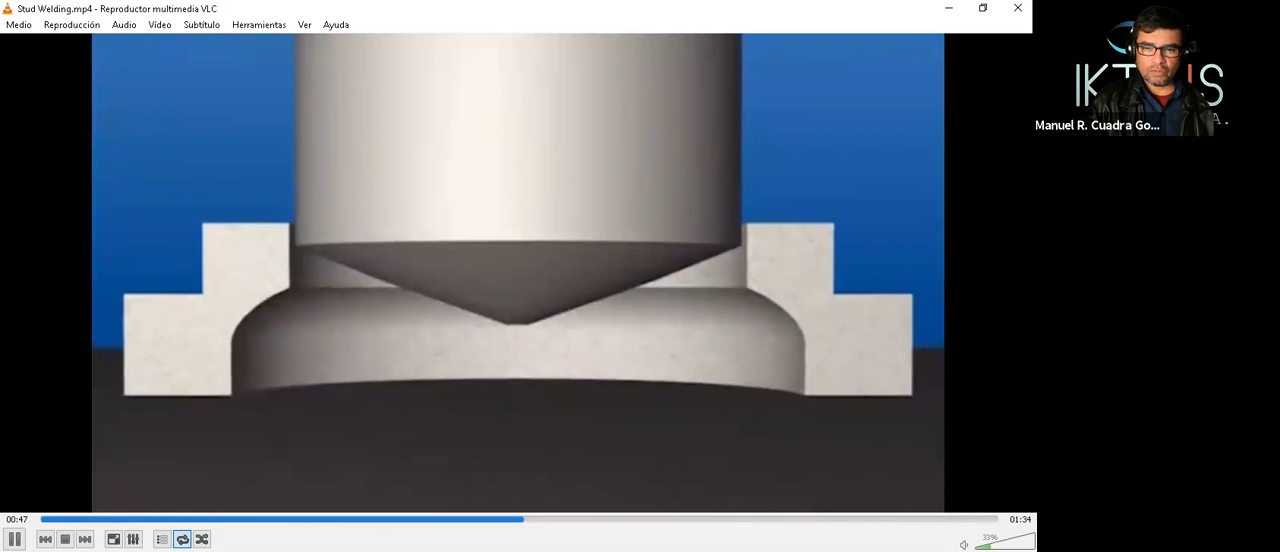 Stud Welding.mp4 - Reproductor multimedia VLC
Medio Reproducción Audio Vídeo Subtítulo Herramientas Ver Ayuda
Manuel R. Cuadra Go...
00:47
01:34
33%